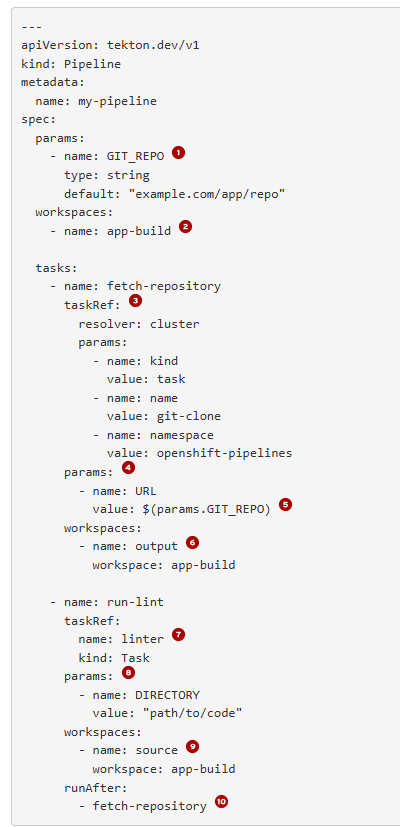 ---
apiVersion: tekton.dev/v1
kind: Pipeline
metadata:
  name: my-pipeline
spec:
  params:
    - name: GIT_REPO 1
      type: string
      default: "example.com/app/repo"
  workspaces:
    - name: app-build 2

  tasks:
    - name: fetch-repository
      taskRef: 3
        resolver: cluster
        params:
          - name: kind
            value: task
          - name: name
            value: git-clone
          - name: namespace
            value: openshift-pipelines
      params: 4
        - name: URL
          value: $(params.GIT_REPO) 5
      workspaces:
        - name: output 6
          workspace: app-build

    - name: run-lint
      taskRef:
        name: linter 7
        kind: Task
      params: 8
        - name: DIRECTORY
          value: "path/to/code"
      workspaces:
        - name: source 9
          workspace: app-build
      runAfter:
        - fetch-repository 10